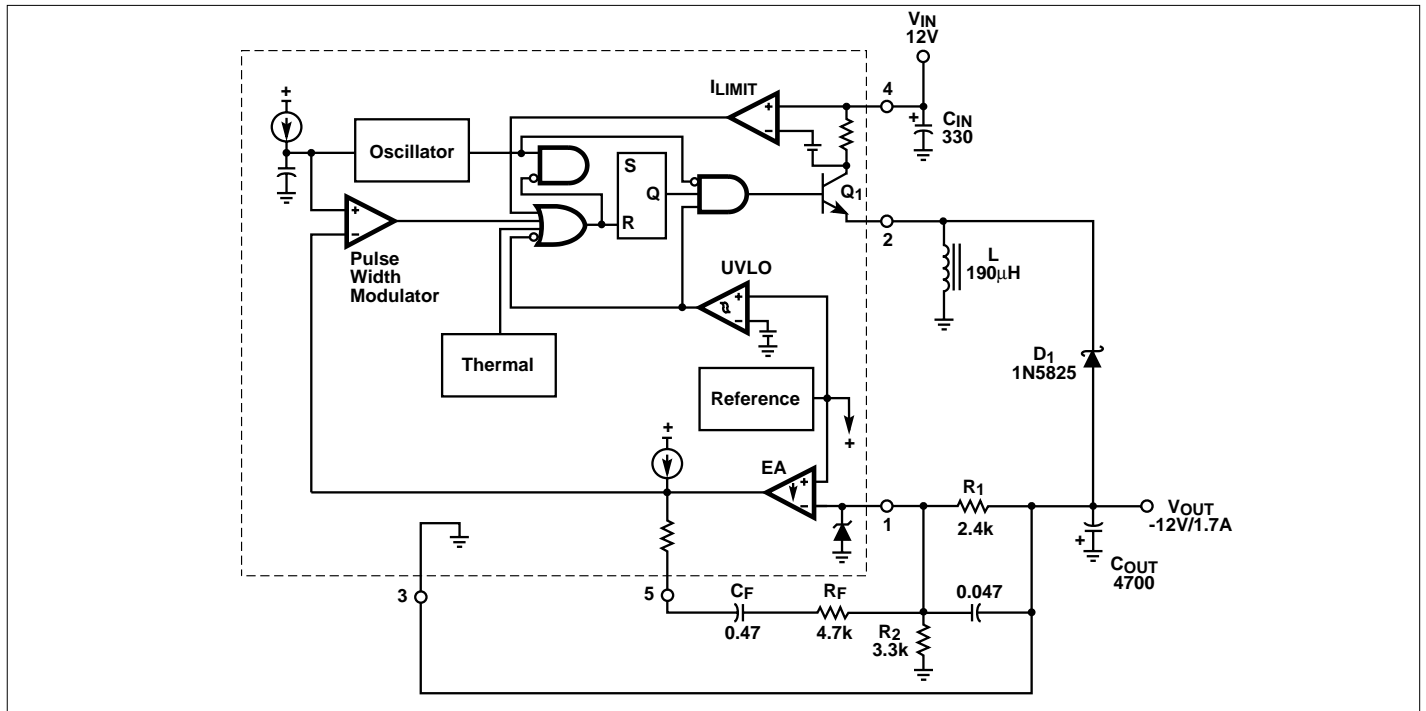 VIN
12V
+
ILIMIT
4
+
-
+
CIN
330
Oscillator
S
Q
R
Q1
+
-
Pulse
Width
Modulator
2
L
190μH
UVLO
+
-
Thermal
D1
1N5825
Reference
+
+
EA
+
-
1
R1
2.4k
VOUT
-12V/1.7A
+
COUT
4700
3
5
CF
0.47
RF
4.7k
0.047
R2
3.3k